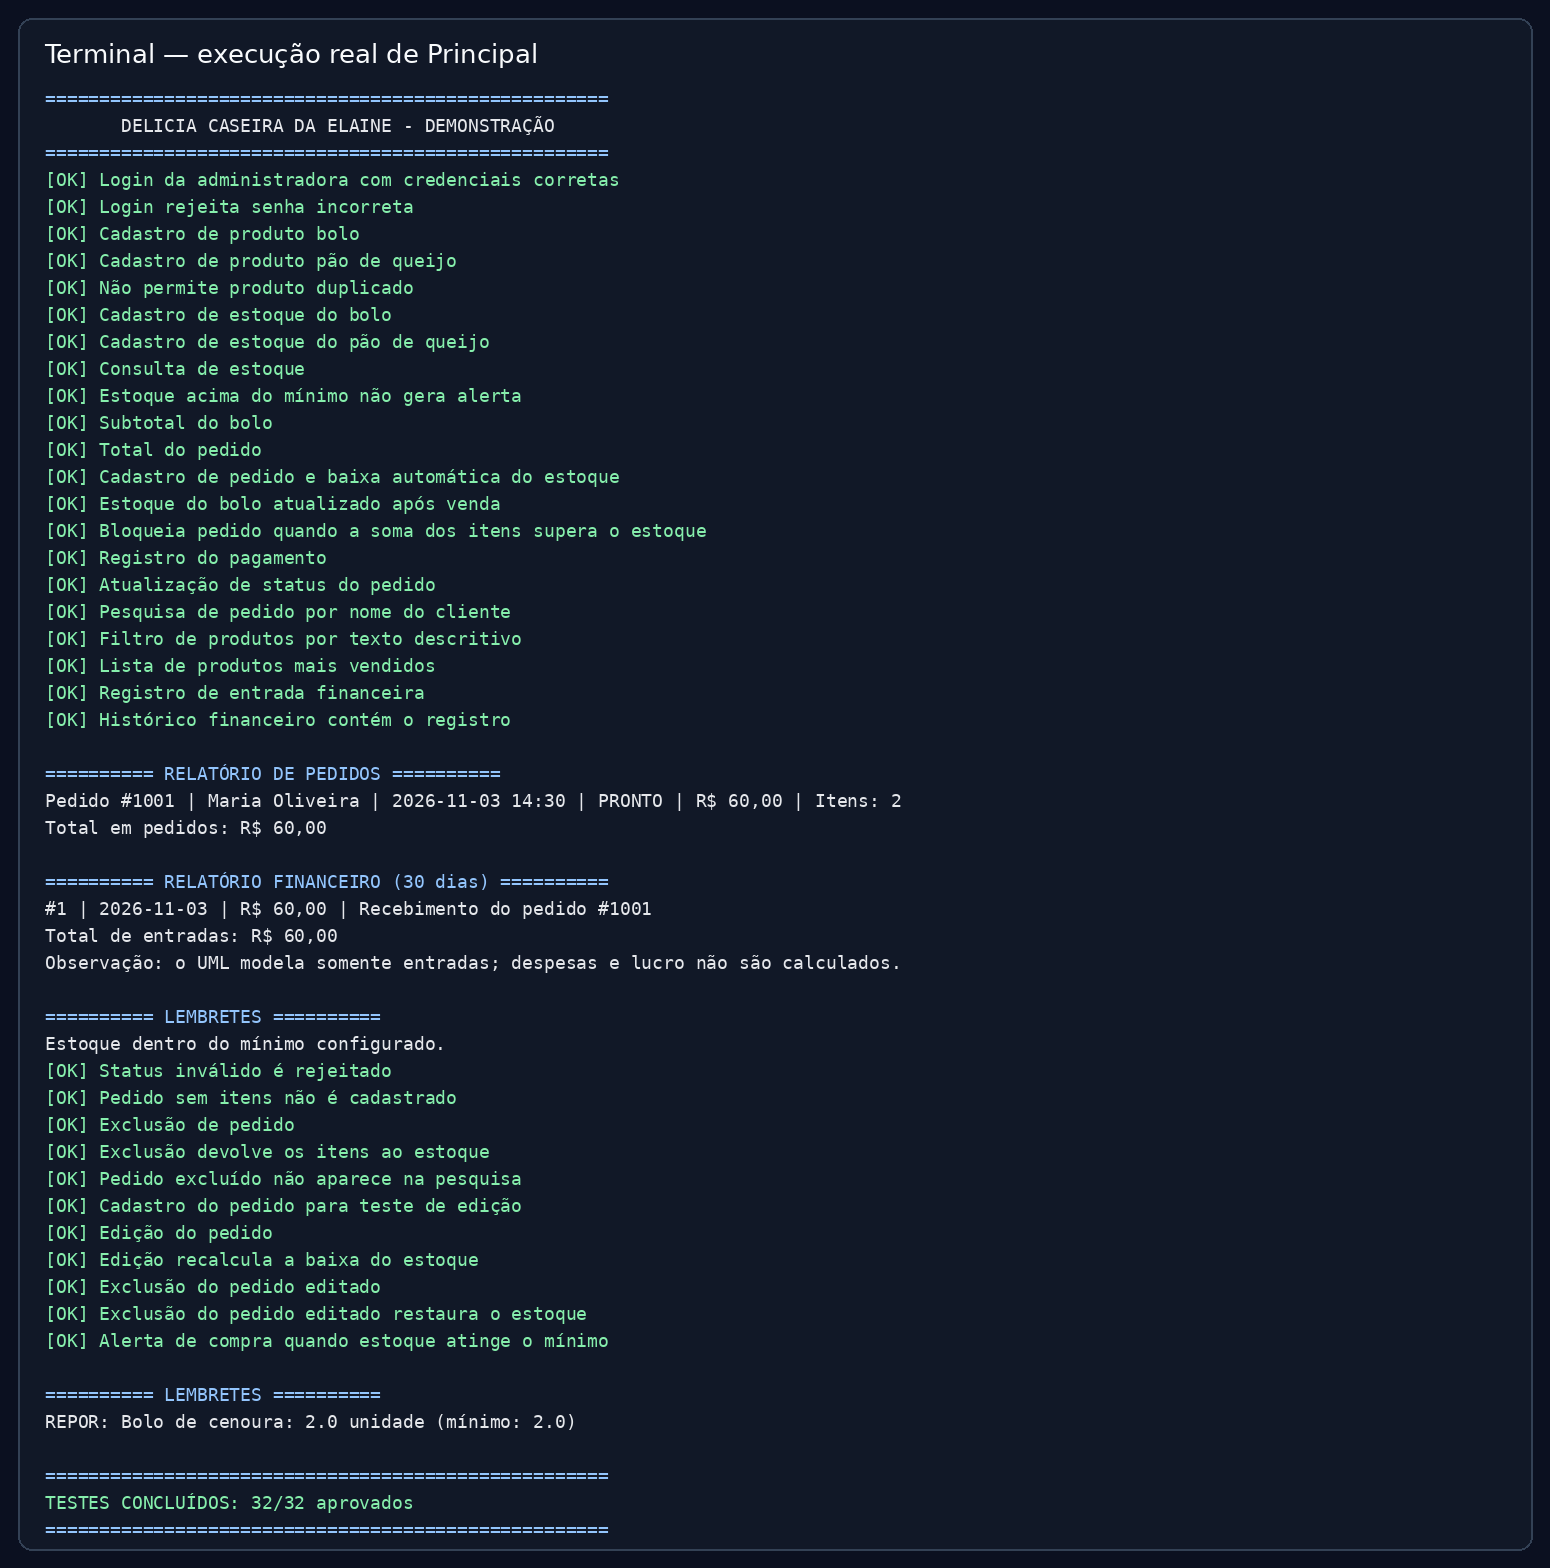 Terminal — execução real de Principal
====================================================
DELICIA CASEIRA DA ELAINE - DEMONSTRAÇÃO
====================================================
[OK] Login da administradora com credenciais corretas
[OK] Login rejeita senha incorreta
[OK] Cadastro de produto bolo
[OK] Cadastro de produto pão de queijo
[OK] Não permite produto duplicado
[OK] Cadastro de estoque do bolo
[OK] Cadastro de estoque do pão de queijo
[OK] Consulta de estoque
[OK] Estoque acima do mínimo não gera alerta
[OK] Subtotal do bolo
[OK] Total do pedido
[OK] Cadastro de pedido e baixa automática do estoque
[OK] Estoque do bolo atualizado após venda
[OK] Bloqueia pedido quando a soma dos itens supera o estoque
[OK] Registro do pagamento
[OK] Atualização de status do pedido
[OK] Pesquisa de pedido por nome do cliente
[OK] Filtro de produtos por texto descritivo
[OK] Lista de produtos mais vendidos
[OK] Registro de entrada financeira
[OK] Histórico financeiro contém o registro
========== RELATÓRIO DE PEDIDOS ==========
Pedido #1001 | Maria Oliveira | 2026-11-03 14:30 | PRONTO | R$ 60,00 | Itens: 2
Total em pedidos: R$ 60,00
========== RELATÓRIO FINANCEIRO (30 dias) ==========
#1 | 2026-11-03 | R$ 60,00 | Recebimento do pedido #1001
Total de entradas: R$ 60,00
Observação: o UML modela somente entradas; despesas e lucro não são calculados.
========== LEMBRETES ==========
Estoque dentro do mínimo configurado.
[OK] Status inválido é rejeitado
[OK] Pedido sem itens não é cadastrado
[OK] Exclusão de pedido
[OK] Exclusão devolve os itens ao estoque
[OK] Pedido excluído não aparece na pesquisa
[OK] Cadastro do pedido para teste de edição
[OK] Edição do pedido
[OK] Edição recalcula a baixa do estoque
[OK] Exclusão do pedido editado
[OK] Exclusão do pedido editado restaura o estoque
[OK] Alerta de compra quando estoque atinge o mínimo
========== LEMBRETES ==========
REPOR: Bolo de cenoura: 2.0 unidade (mínimo: 2.0)
====================================================
TESTES CONCLUÍDOS: 32/32 aprovados
====================================================